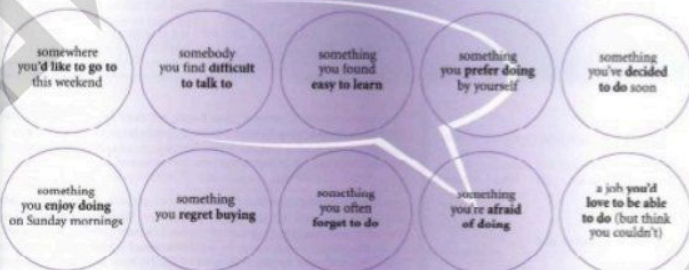 somewhere
you'd like to go to
this weekend
somebody
you find difficult
to talk to
something
you found
easy to learn
something
you prefer doing
by yourself
something
you've decided
to do soon
something
you enjoy doing
on Sunday mornings
something
you regret buying
something
you often
forget to do
something
you're afraid
of doing
a job you'd
love to be able
to do (but think
you couldn't)